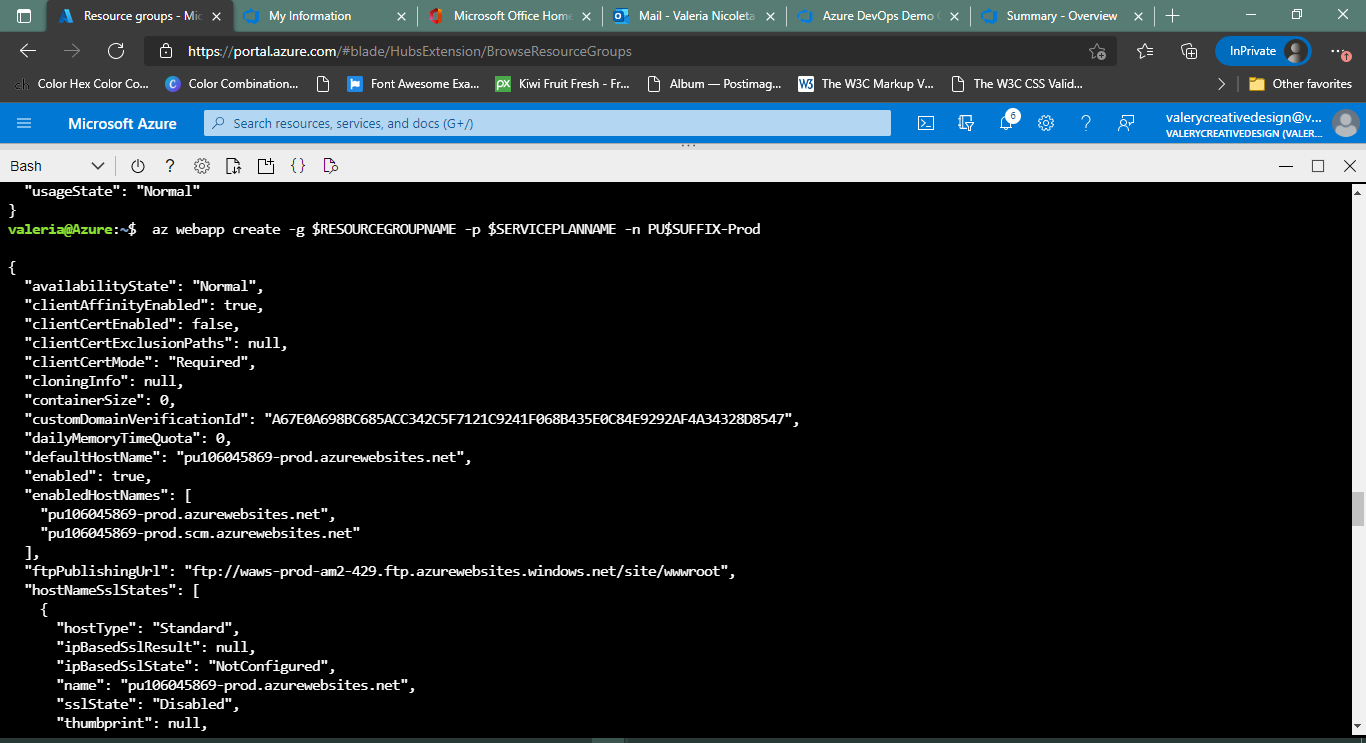 Resource groups - Mic
My Information
Microsoft Office Home
Mail - Valeria Nicoleta
Azure DevOps Demo
Summary - Overview
https://portal.azure.com/#blade/HubsExtension/BrowseResourceGroups
InPrivate
Color Hex Color Co...
Color Combination...
Font Awesome Exa...
px
Kiwi Fruit Fresh - Fr...
Album — Postimag...
W3
The W3C Markup V...
The W3C CSS Valid...
Other favorites
Microsoft Azure
Search resources, services, and docs (G+/)
6
valerycreativedesign@v...
VALERYCREATIVEDESIGN (VALER...
Bash
"usageState": "Normal"
}
valeria@Azure:~$  az webapp create -g $RESOURCEGROUPNAME -p $SERVICEPLANNAME -n PU$SUFFIX-Prod
{
"availabilityState": "Normal",
"clientAffinityEnabled": true,
"clientCertEnabled": false,
"clientCertExclusionPaths": null,
"clientCertMode": "Required",
"cloningInfo": null,
"containerSize": 0,
"customDomainVerificationId": "A67E0A698BC685ACC342C5F7121C9241F068B435E0C84E9292AF4A34328D8547",
"dailyMemoryTimeQuota": 0,
"defaultHostName": "pu106045869-prod.azurewebsites.net",
"enabled": true,
"enabledHostNames": [
"pu106045869-prod.azurewebsites.net",
"pu106045869-prod.scm.azurewebsites.net"
],
"ftpPublishingUrl": "ftp://waws-prod-am2-429.ftp.azurewebsites.windows.net/site/wwwroot",
"hostNameSslStates": [
{
"hostType": "Standard",
"ipBasedSslResult": null,
"ipBasedSslState": "NotConfigured",
"name": "pu106045869-prod.azurewebsites.net",
"sslState": "Disabled",
"thumbprint": null,